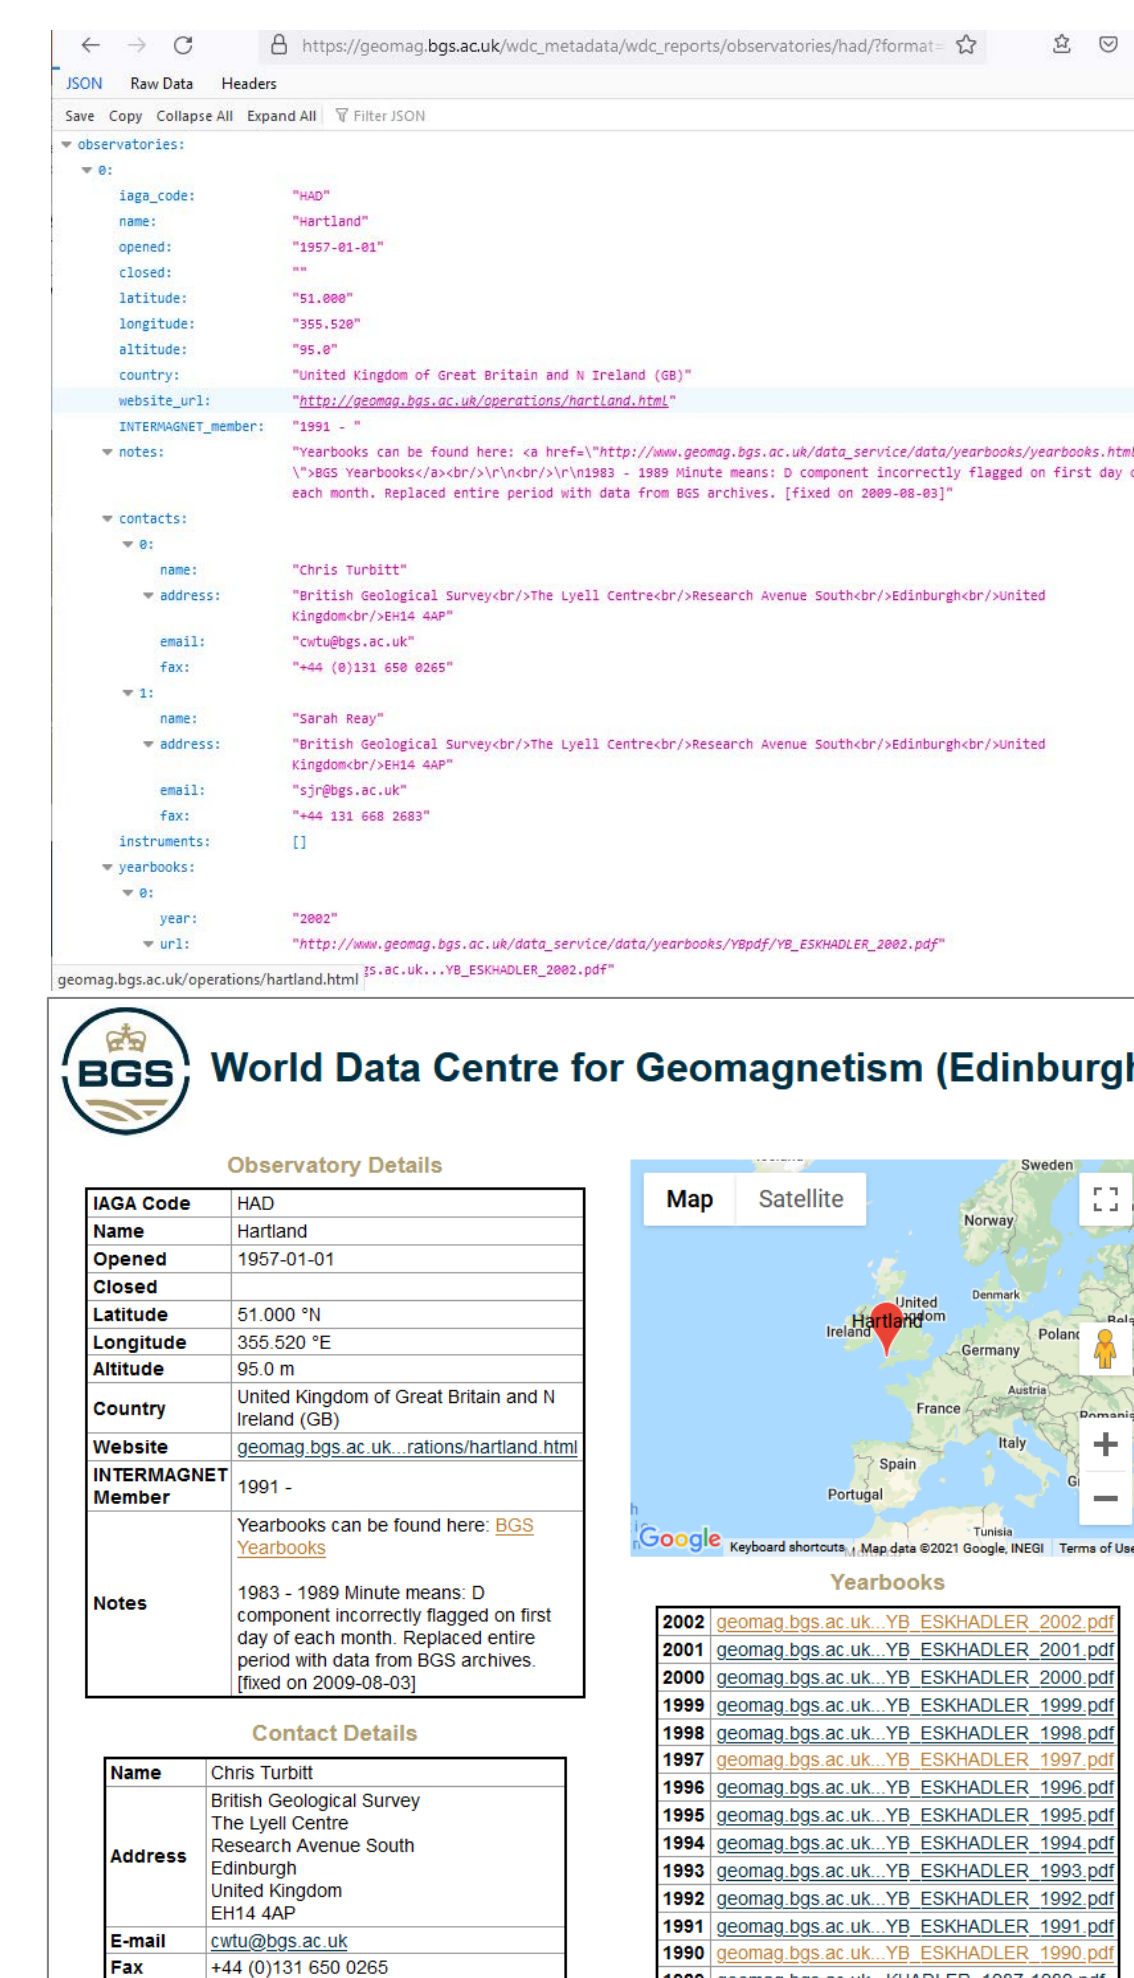 https://geomag.bgs.ac.uk/wdc_metadata/wdc_reports/observatories/had/?format=
JSON Raw Data Headers
Save Copy Collapse All Expand All Filter JSON
observatories:
0:
iaga_code: "HAD"
name: "Hartland"
opened: "1957-01-01"
closed: ""
latitude: "51.000"
longitude: "355.520"
altitude: "95.0"
country: "United Kingdom of Great Britain and N Ireland (GB)"
website_url: "http://geomag.bgs.ac.uk/operations/hartland.html"
INTERMAGNET_member: "1991 - "
notes: "Yearbooks can be found here: <a href=\"http://www.geomag.bgs.ac.uk/data_service/data/yearbooks/yearbooks.html
\">BGS Yearbooks</a><br/>\r\n<br/>\r\n1983 - 1989 Minute means: D component incorrectly flagged on first day
each month. Replaced entire period with data from BGS archives. [fixed on 2009-08-03]"
contacts:
0:
name: "Chris Turbitt"
address: "British Geological Survey<br/>The Lyell Centre<br/>Research Avenue South<br/>Edinburgh<br/>United
Kingdom<br/>EH14 4AP"
email: "cwtu@bgs.ac.uk"
fax: "+44 (0)131 650 0265"
1:
name: "Sarah Reay"
address: "British Geological Survey<br/>The Lyell Centre<br/>Research Avenue South<br/>Edinburgh<br/>United
Kingdom<br/>EH14 4AP"
email: "sjr@bgs.ac.uk"
fax: "+44 131 668 2683"
instruments: []
yearbooks:
0:
year: "2002"
url: "http://www.geomag.bgs.ac.uk/data_service/data/yearbooks/YBpdf/YB_ESKHADLER_2002.pdf"
gs.ac.uk...YB_ESKHADLER_2002.pdf"
geomag.bgs.ac.uk/operations/hartland.html
BGS
World Data Centre for Geomagnetism (Edinburgh
Observatory Details
IAGA Code HAD
Name Hartland
Opened 1957-01-01
Closed
Latitude 51.000 °N
Longitude 355.520 °E
Altitude 95.0 m
Country United Kingdom of Great Britain and N
Ireland (GB)
Website geomag.bgs.ac.uk...rations/hartland.html
INTERMAGNET
Member 1991 -
Notes Yearbooks can be found here: BGS
Yearbooks
1983 - 1989 Minute means: D
component incorrectly flagged on first
day of each month. Replaced entire
period with data from BGS archives.
[fixed on 2009-08-03]
Contact Details
Name Chris Turbitt
Address British Geological Survey
The Lyell Centre
Research Avenue South
Edinburgh
United Kingdom
EH14 4AP
E-mail cwtu@bgs.ac.uk
Fax +44 (0)131 650 0265
Map Satellite
Sweden
Norway
United
Denmark
Hartland
Ireland
Poland
Germany
Austria
France
Romania
Italy
Spain
Portugal
Tunisia
Google
Keyboard shortcuts Map data ©2021 Google, INEGI Terms of Use
Yearbooks
2002 geomag.bgs.ac.uk...YB_ESKHADLER_2002.pdf
2001 geomag.bgs.ac.uk...YB_ESKHADLER_2001.pdf
2000 geomag.bgs.ac.uk...YB_ESKHADLER_2000.pdf
1999 geomag.bgs.ac.uk...YB_ESKHADLER_1999.pdf
1998 geomag.bgs.ac.uk...YB_ESKHADLER_1998.pdf
1997 geomag.bgs.ac.uk...YB_ESKHADLER_1997.pdf
1996 geomag.bgs.ac.uk...YB_ESKHADLER_1996.pdf
1995 geomag.bgs.ac.uk...YB_ESKHADLER_1995.pdf
1994 geomag.bgs.ac.uk...YB_ESKHADLER_1994.pdf
1993 geomag.bgs.ac.uk...YB_ESKHADLER_1993.pdf
1992 geomag.bgs.ac.uk...YB_ESKHADLER_1992.pdf
1991 geomag.bgs.ac.uk...YB_ESKHADLER_1991.pdf
1990 geomag.bgs.ac.uk...YB_ESKHADLER_1990.pdf
1989 geomag.bgs.ac.uk...KHADLER_1987-1989.pdf